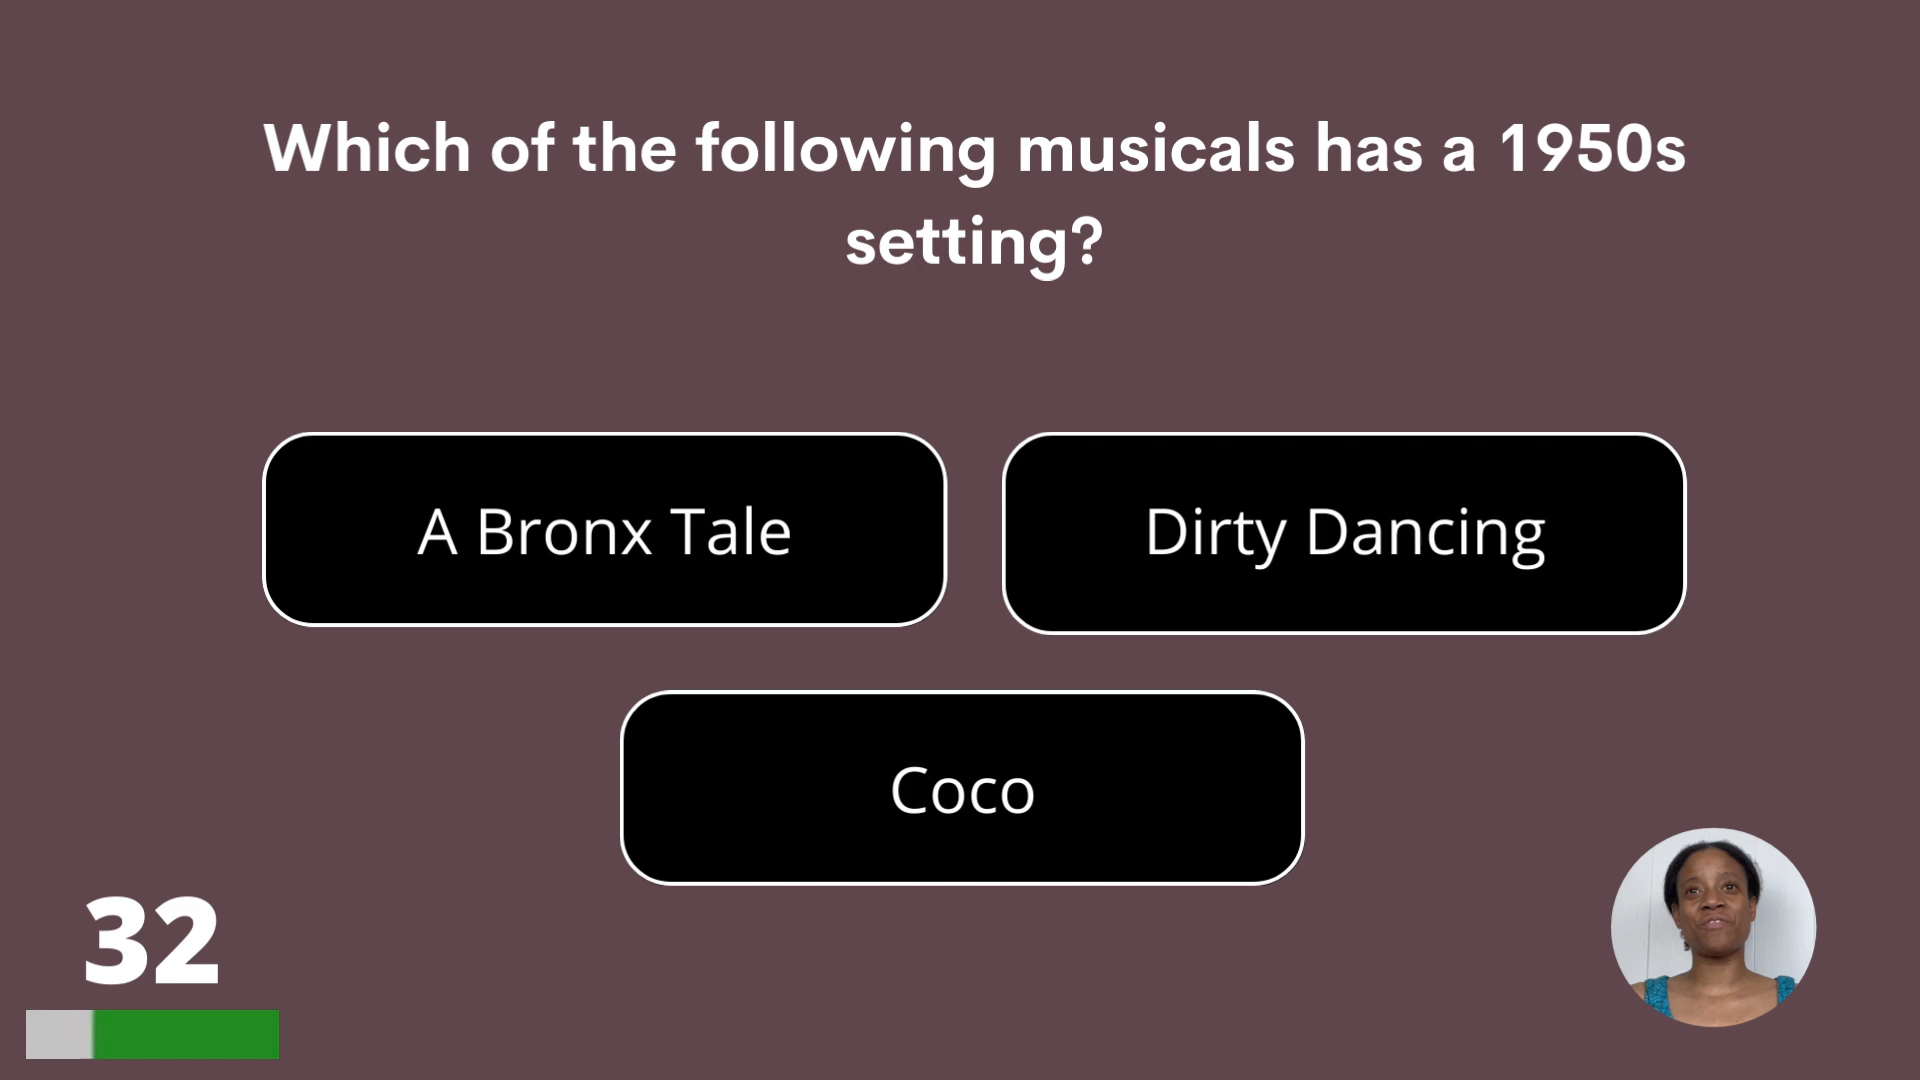 Which of the following musicals has a 1950s
setting?
A Bronx Tale
Dirty Dancing
Coco
32